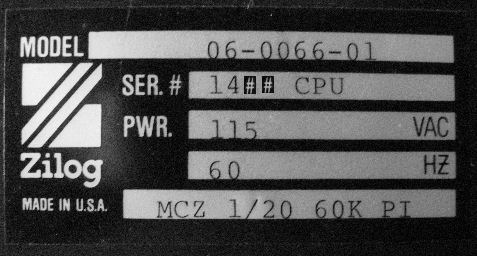 MODEL 06-0066-01
SER. # 14## CPU
PWR. 115 VAC
60 HZ
Zilog
MADE IN U.S.A. MCZ 1/20 60K PI